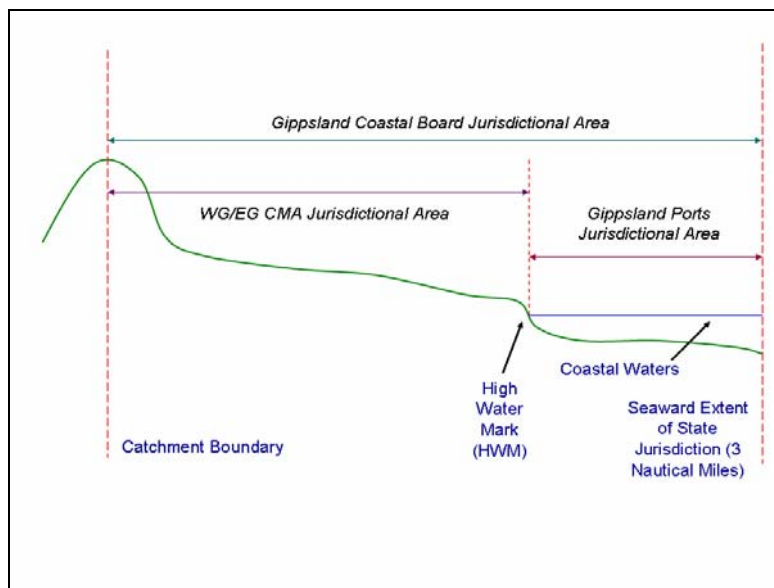 Gippsland Coastal Board Jurisdictional Area
WG/EG CMA Jurisdictional Area
Gippsland Ports
Jurisdictional Area
Coastal Waters
High
Water
Mark
(HWM)
Seaward Extent
of State
Jurisdiction (3
Nautical Miles)
Catchment Boundary